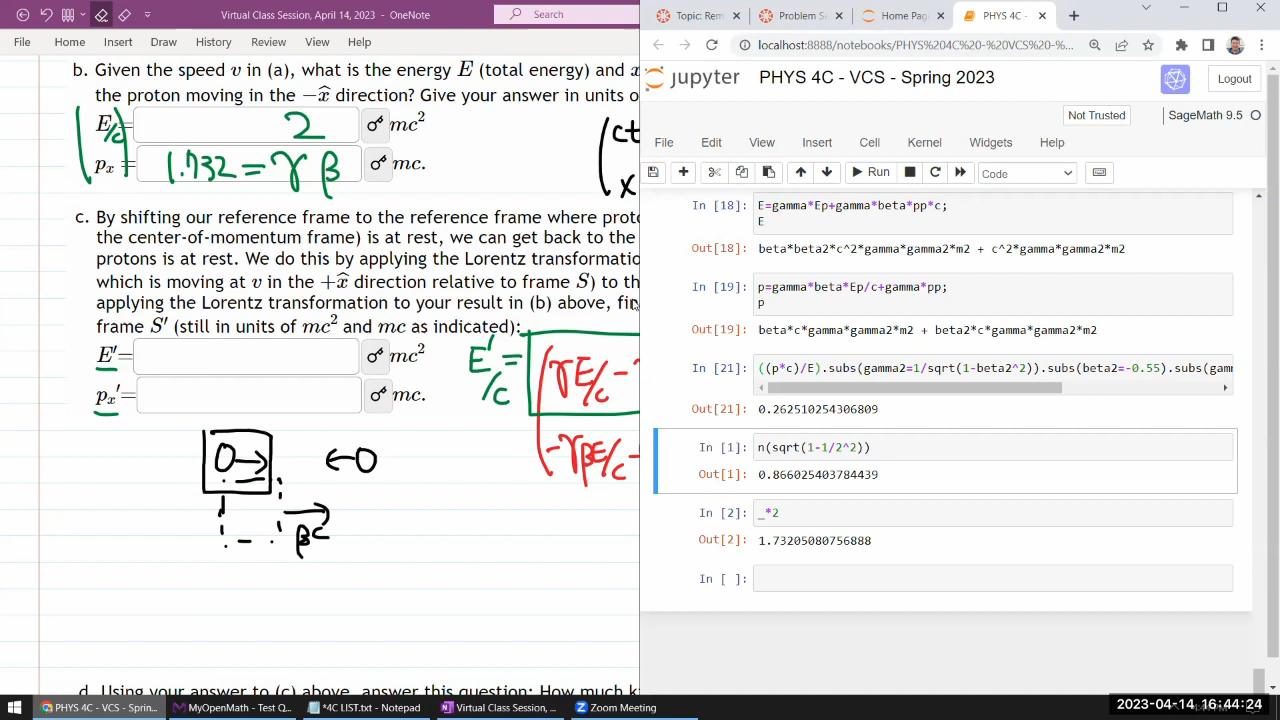 Virtual Class Session, April 14, 2023 - OneNote
Search
File Home Insert Draw History Review View Help
b. Given the speed v in (a), what is the energy E (total energy) and x
the proton moving in the −x̂ direction? Give your answer in units o
E/c = 2 mc²
pₓ = 1.732 = γ β mc.
(ct
x
c. By shifting our reference frame to the reference frame where proto
the center-of-momentum frame) is at rest, we can get back to the
protons is at rest. We do this by applying the Lorentz transformatio
which is moving at v in the +x̂ direction relative to frame S) to th
applying the Lorentz transformation to your result in (b) above, fi
frame S′ (still in units of mc² and mc as indicated):
E′= mc²
pₓ′= mc.
E′/c = γE/c −
−γβE/c −
βc
d. Using your answer to (c) above, answer this question: How much k
Topic: Rem
Problem Se
Home Page
PHYS 4C -
localhost:8888/notebooks/PHYS%204C%20-%20VCS%20-%...
jupyter PHYS 4C - VCS - Spring 2023
Logout
Not Trusted
SageMath 9.5
File Edit View Insert Cell Kernel Widgets Help
Run
Code
In [18]: E=gamma*Ep+gamma*beta*pp*c;
E
Out[18]: beta*beta2*c^2*gamma*gamma2*m2 + c^2*gamma*gamma2*m2
In [19]: p=gamma*beta*Ep/c+gamma*pp;
p
Out[19]: beta*c*gamma*gamma2*m2 + beta2*c*gamma*gamma2*m2
In [21]: ((p*c)/E).subs(gamma2=1/sqrt(1-beta2^2)).subs(beta2=-0.55).subs(gam
Out[21]: 0.262510254306809
In [1]: n(sqrt(1-1/2^2))
Out[1]: 0.866025403784439
In [2]: _*2
Out[2]: 1.73205080756888
In [ ]:
PHYS 4C - VCS - Sprin...
MyOpenMath - Test Q...
*4C LIST.txt - Notepad
Virtual Class Session, ...
Zoom Meeting
2023-04-14 16:44:24